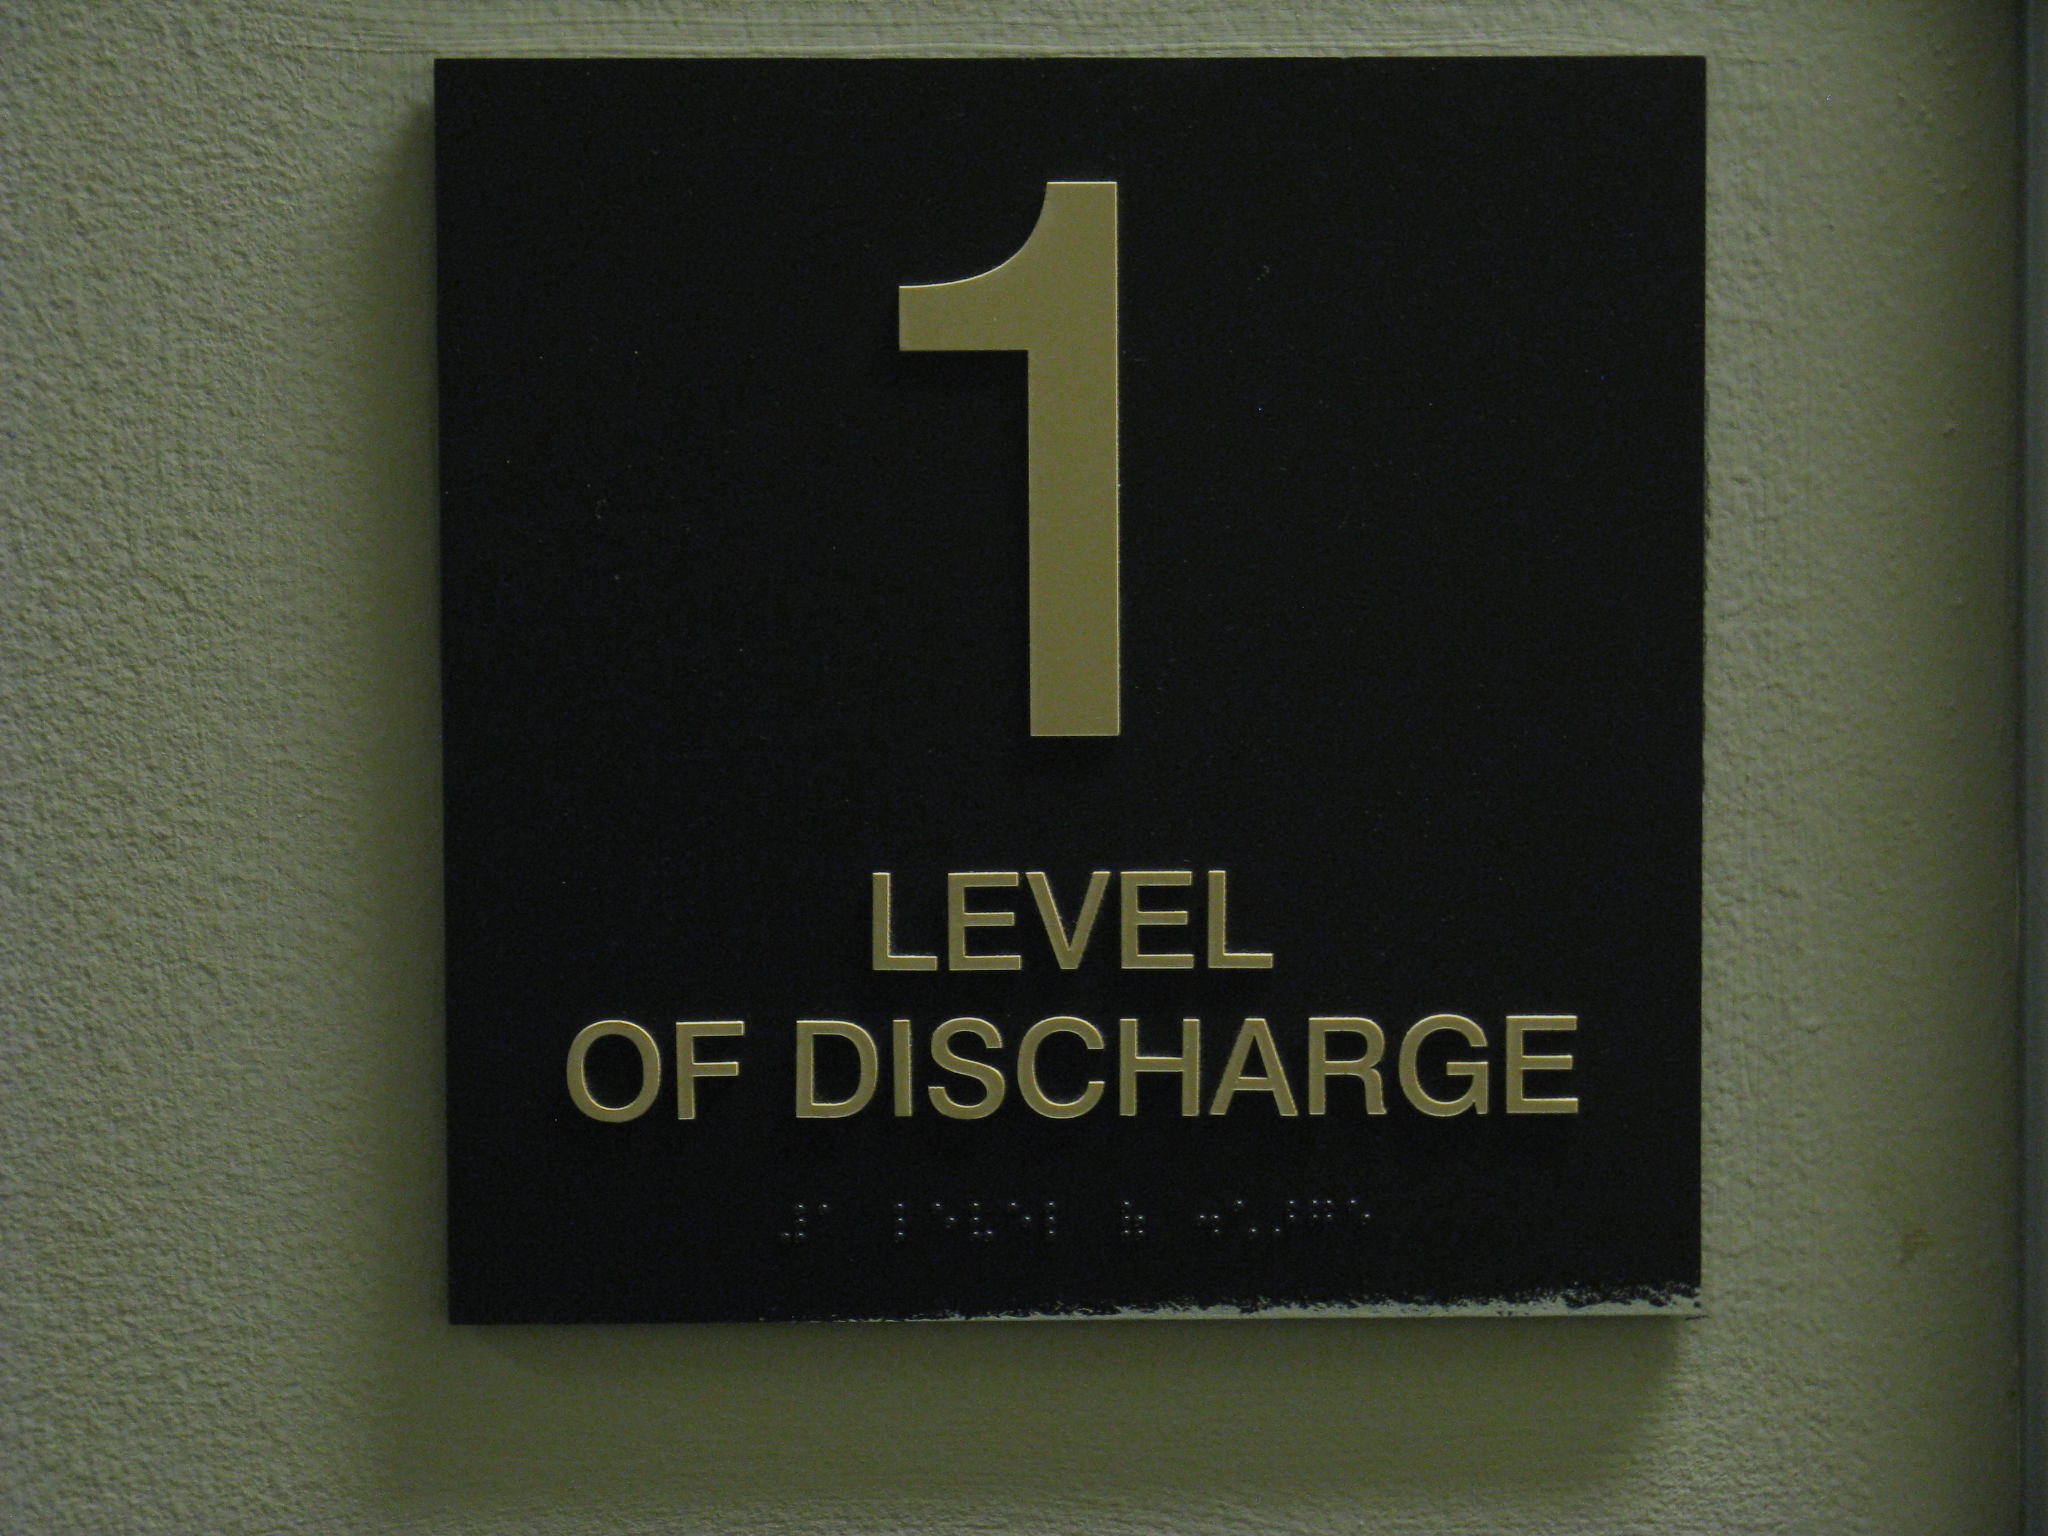 1
LEVEL
OF DISCHARGE